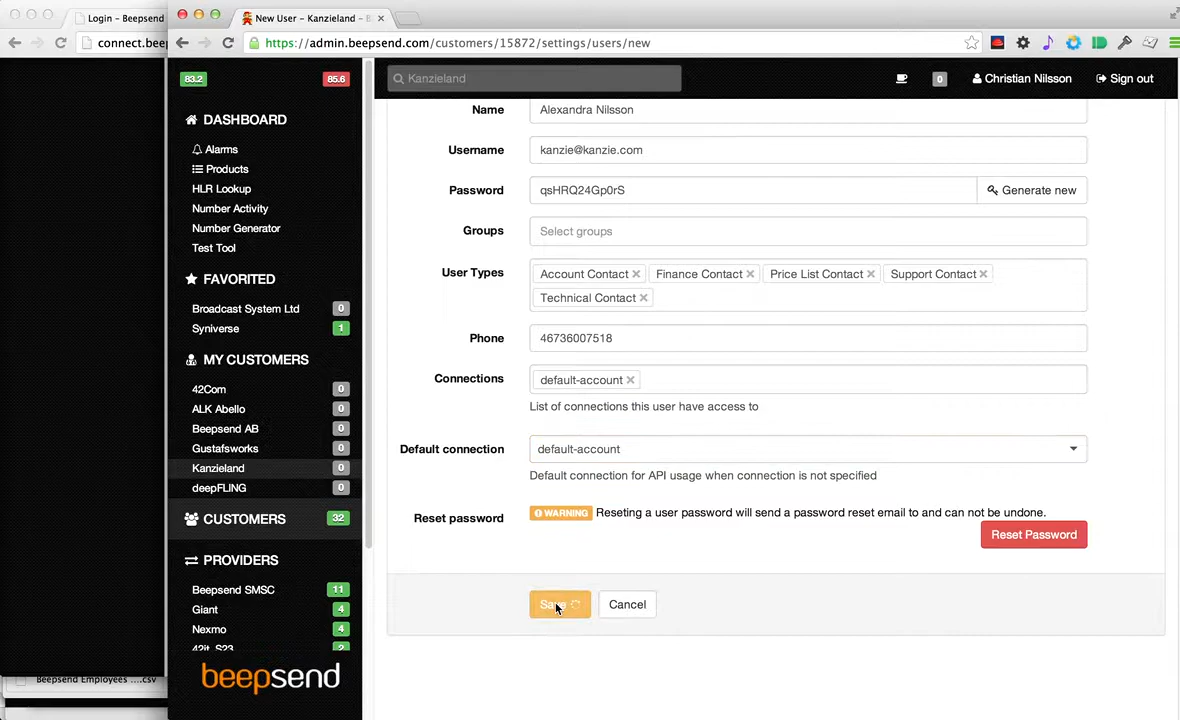 Login - Beepsend
New User - Kanzieland - B
connect.beep
https://admin.beepsend.com/customers/15872/settings/users/new
83.2
85.6
Kanzieland
0
Christian Nilsson
Sign out
DASHBOARD
Alarms
Products
HLR Lookup
Number Activity
Number Generator
Test Tool
FAVORITED
Broadcast System Ltd 0
Syniverse 1
MY CUSTOMERS
42Com 0
ALK Abello 0
Beepsend AB 0
Gustafsworks 0
Kanzieland 0
deepFLING 0
CUSTOMERS 32
PROVIDERS
Beepsend SMSC 11
Giant 4
Nexmo 4
42it S23 2
beepsend
Beepsend Employees ....csv
Name Alexandra Nilsson
Username kanzie@kanzie.com
Password qsHRQ24Gp0rS Generate new
Groups Select groups
User Types Account Contact Finance Contact Price List Contact Support Contact
Technical Contact
Phone 46736007518
Connections default-account
List of connections this user have access to
Default connection default-account
Default connection for API usage when connection is not specified
Reset password WARNING Reseting a user password will send a password reset email to and can not be undone.
Reset Password
Save Cancel